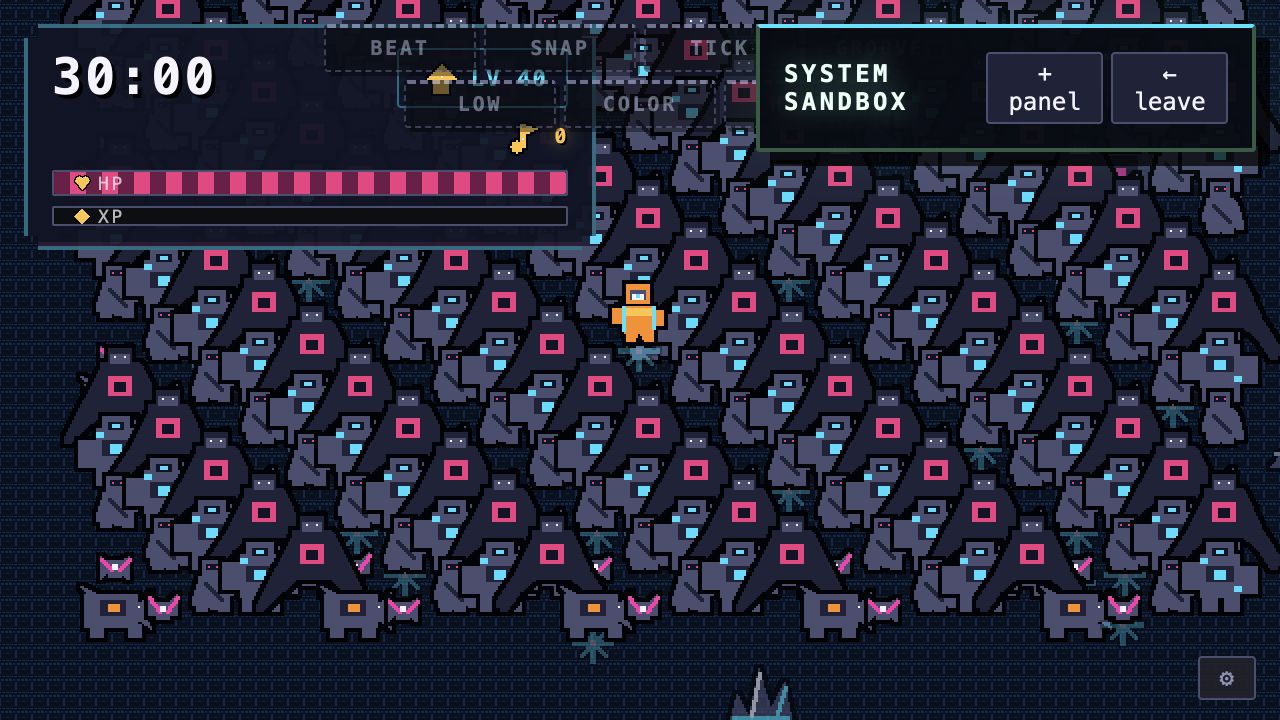 30:00
BEAT
SNAP
TICK
LV 40
LOW
COLOR
0
HP
XP
SYSTEM
SANDBOX
+
panel
←
leave